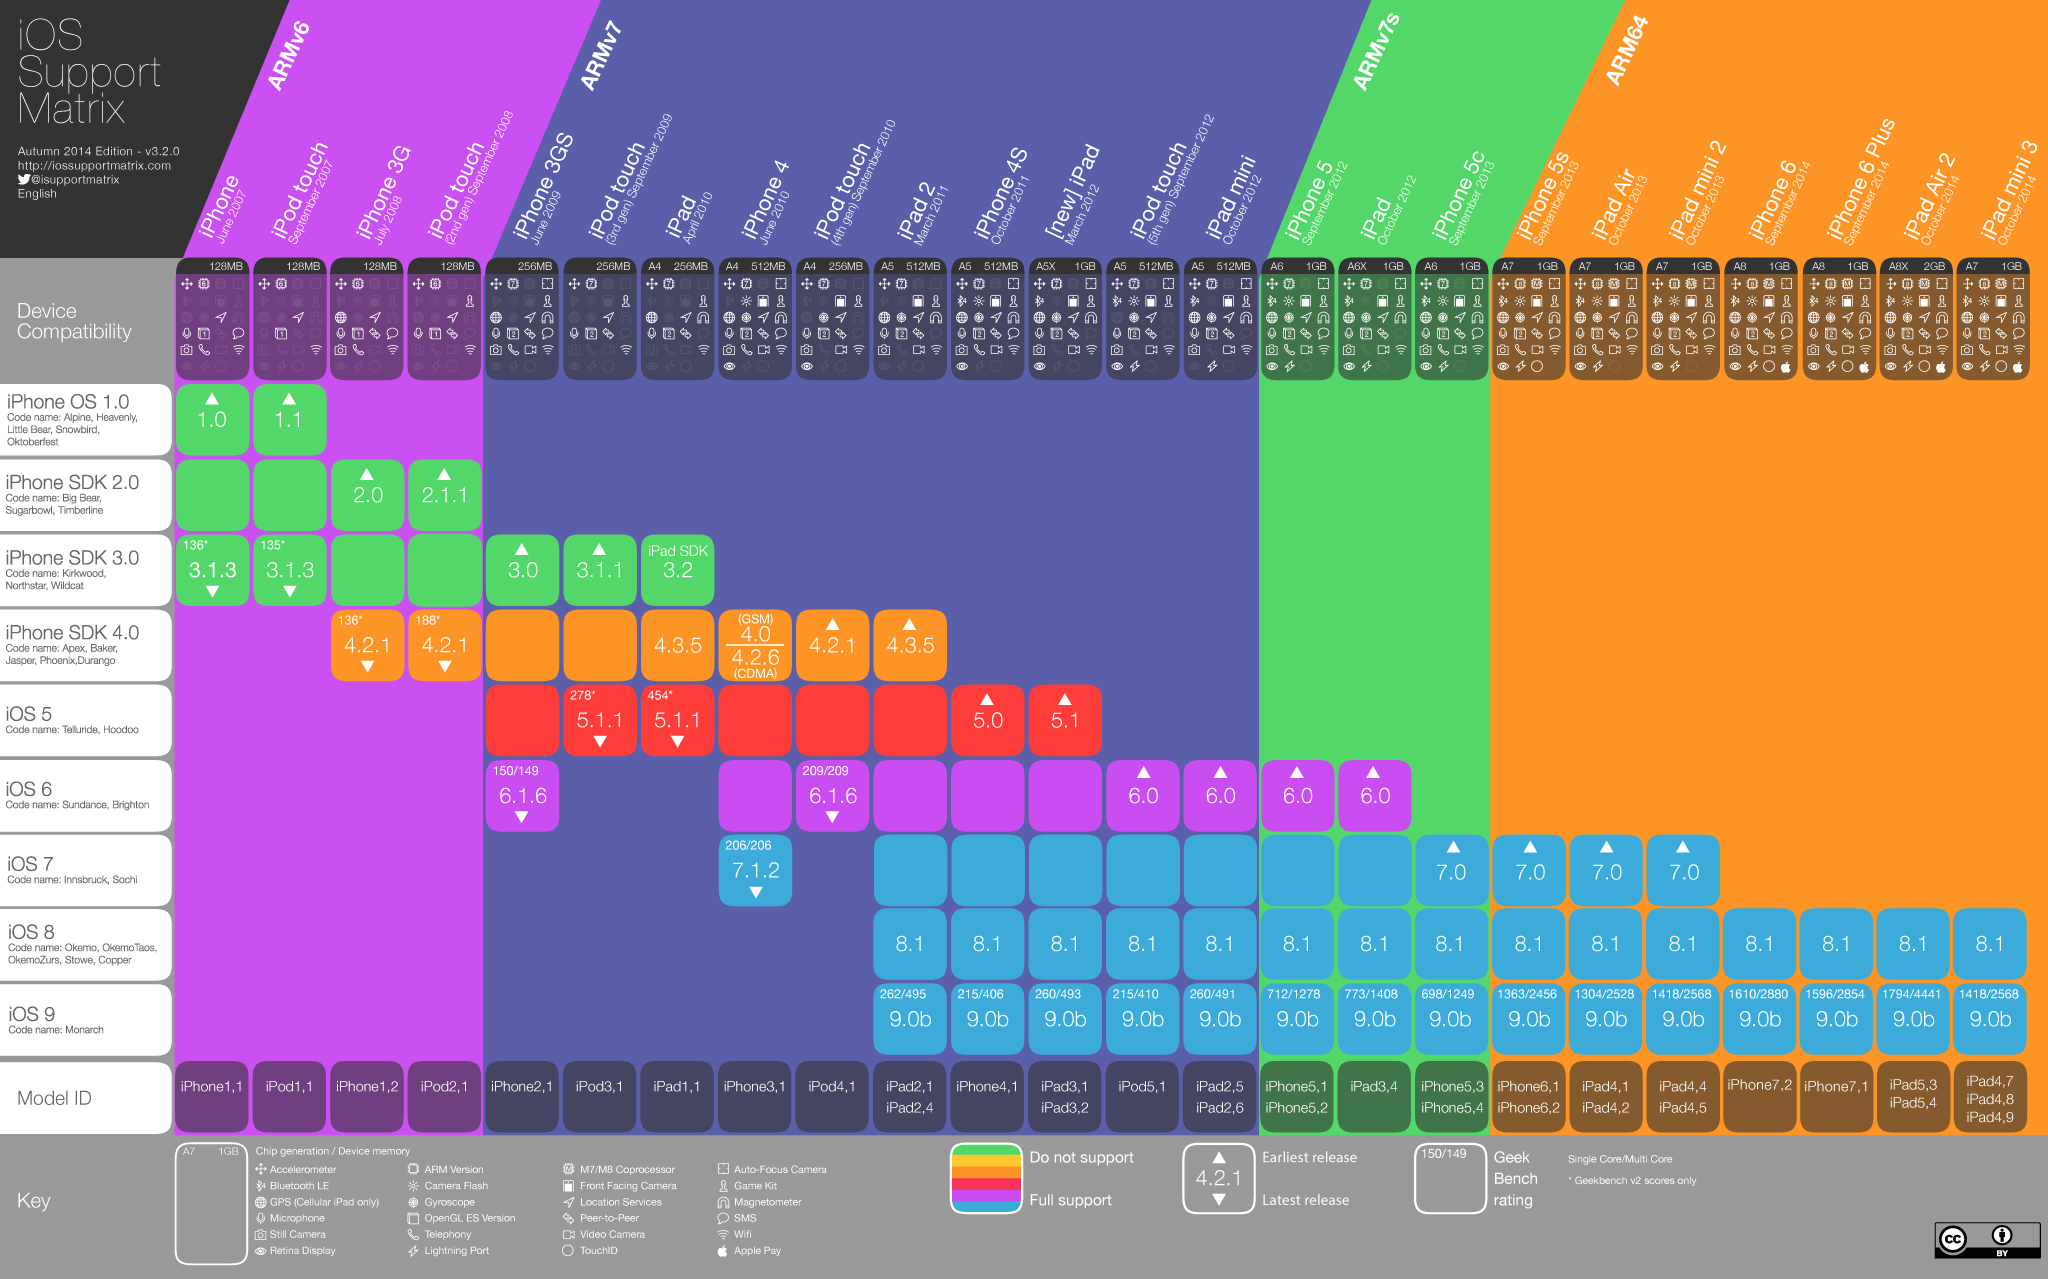 iOS
Support
Matrix
Autumn 2014 Edition - v3.2.0
http://iossupportmatrix.com
@isupportmatrix
English
ARMv6
ARMv7
ARMv7s
ARM64
iPhone
June 2007
iPod touch
September 2007
iPhone 3G
July 2008
iPod touch
(2nd gen) September 2008
iPhone 3GS
June 2009
iPod touch
(3rd gen) September 2009
iPad
April 2010
iPhone 4
June 2010
iPod touch
(4th gen) September 2010
iPad 2
March 2011
iPhone 4S
October 2011
[new] iPad
March 2012
iPod touch
(5th gen) September 2012
iPad mini
October 2012
iPhone 5
September 2012
iPad
October 2012
iPhone 5c
September 2013
iPhone 5s
September 2013
iPad Air
October 2013
iPad mini 2
October 2013
iPhone 6
September 2014
iPhone 6 Plus
September 2014
iPad Air 2
October 2014
iPad mini 3
October 2014
Device
Compatibility
128MB 128MB 128MB 128MB 256MB 256MB A4 256MB A4 512MB A4 256MB A5 512MB A5 512MB A5X 1GB A5 512MB A5 512MB A6 1GB A6X 1GB A6 1GB A7 1GB A7 1GB A7 1GB A8 1GB A8 1GB A8X 2GB A7 1GB
iPhone OS 1.0
Code name: Alpine, Heavenly,
Little Bear, Snowbird,
Oktoberfest
1.0 1.1
iPhone SDK 2.0
Code name: Big Bear,
Sugarbowl, Timberline
2.0 2.1.1
iPhone SDK 3.0
Code name: Kirkwood,
Northstar, Wildcat
136* 135* iPad SDK
3.1.3 3.1.3 3.0 3.1.1 3.2
iPhone SDK 4.0
Code name: Apex, Baker,
Jasper, Phoenix,Durango
136* 188* (GSM)
4.2.1 4.2.1 4.3.5 4.0 4.2.1 4.3.5
4.2.6
(CDMA)
iOS 5
Code name: Telluride, Hoodoo
278* 454*
5.1.1 5.1.1 5.0 5.1
iOS 6
Code name: Sundance, Brighton
150/149 209/209
6.1.6 6.1.6 6.0 6.0 6.0 6.0
iOS 7
Code name: Innsbruck, Sochi
206/206
7.1.2 7.0 7.0 7.0 7.0
iOS 8
Code name: Okemo, OkemoTaos,
OkemoZurs, Stowe, Copper
8.1 8.1 8.1 8.1 8.1 8.1 8.1 8.1 8.1 8.1 8.1 8.1 8.1 8.1 8.1
iOS 9
Code name: Monarch
262/495 215/406 260/493 215/410 260/491 712/1278 773/1408 698/1249 1363/2456 1304/2528 1418/2568 1610/2880 1596/2854 1794/4441 1418/2568
9.0b 9.0b 9.0b 9.0b 9.0b 9.0b 9.0b 9.0b 9.0b 9.0b 9.0b 9.0b 9.0b 9.0b 9.0b
Model ID
iPhone1,1
iPod1,1
iPhone1,2
iPod2,1
iPhone2,1
iPod3,1
iPad1,1
iPhone3,1
iPod4,1
iPad2,1
iPad2,4
iPhone4,1
iPad3,1
iPad3,2
iPod5,1
iPad2,5
iPad2,6
iPhone5,1
iPhone5,2
iPad3,4
iPhone5,3
iPhone5,4
iPhone6,1
iPhone6,2
iPad4,1
iPad4,2
iPad4,4
iPad4,5
iPhone7,2
iPhone7,1
iPad5,3
iPad5,4
iPad4,7
iPad4,8
iPad4,9
Key
A7 1GB
Chip generation / Device memory
Accelerometer
Bluetooth LE
GPS (Cellular iPad only)
Microphone
Still Camera
Retina Display
ARM Version
Camera Flash
Gyroscope
OpenGL ES Version
Telephony
Lightning Port
M7/M8 Coprocessor
Front Facing Camera
Location Services
Peer-to-Peer
Video Camera
TouchID
Auto-Focus Camera
Game Kit
Magnetometer
SMS
Wifi
Apple Pay
Do not support
Full support
4.2.1
Earliest release
Latest release
150/149
Geek
Bench
rating
Single Core/Multi Core
* Geekbench v2 scores only
cc
BY